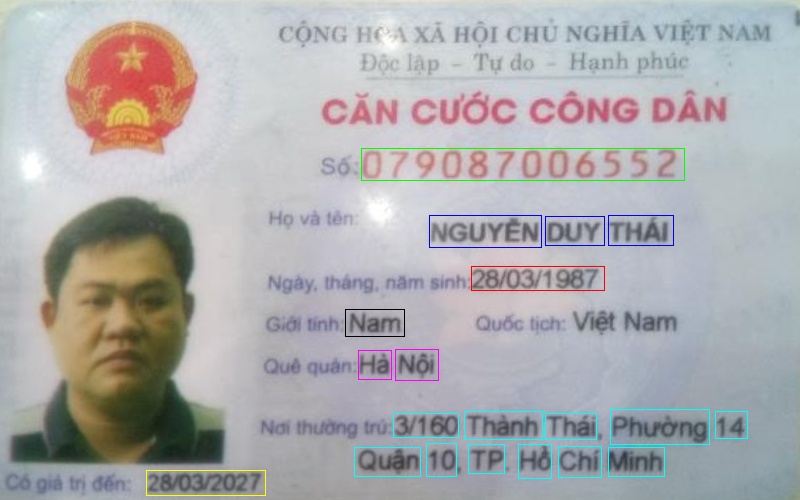 CỘNG HÒA XÃ HỘI CHỦ NGHĨA VIỆT NAM
Độc lập - Tự do - Hạnh phúc
CĂN CƯỚC CÔNG DÂN
Số: 079087006552
Họ và tên: NGUYỄN DUY THÁI
Ngày, tháng, năm sinh: 28/03/1987
Giới tính: Nam Quốc tịch: Việt Nam
Quê quán: Hà Nội
Nơi thường trú: 3/160 Thành Thái, Phường 14
Quận 10, TP. Hồ Chí Minh
Có giá trị đến: 28/03/2027